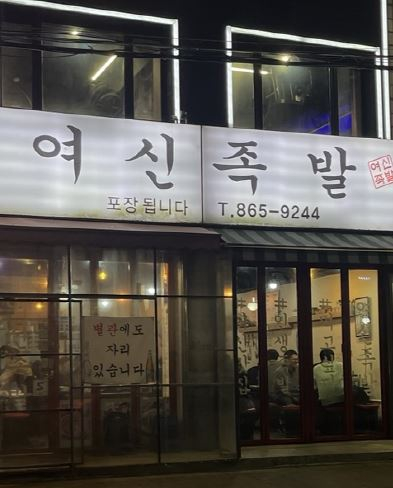 여신족발
여신
족발
포장됩니다
T.865-9244
별관에도
자리
있습니다